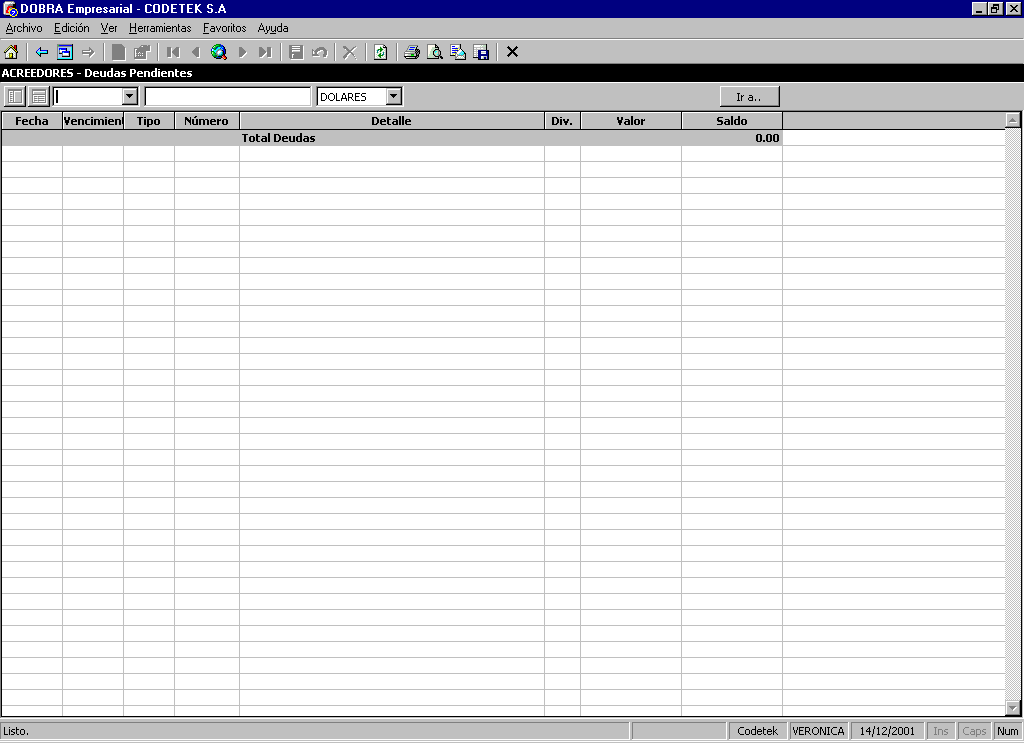 DOBRA Empresarial - CODETEK S.A
Archivo Edición Ver Herramientas Favoritos Ayuda
ACREEDORES - Deudas Pendientes
DOLARES Ir a..
Fecha Vencimient Tipo Número Detalle Div. Valor Saldo
Total Deudas 0.00
Listo. Codetek VERONICA 14/12/2001 Ins Caps Num